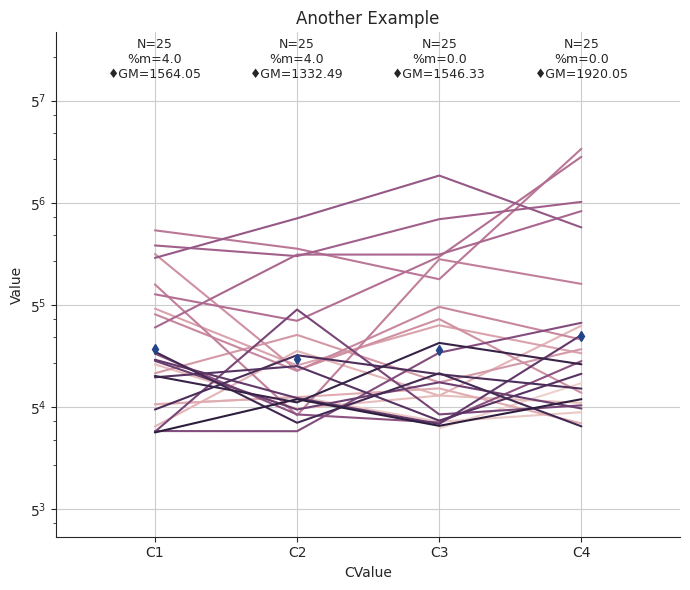 Another Example
N=25 N=25 N=25 N=25
%m=4.0 %m=4.0 %m=0.0 %m=0.0
♦GM=1564.05 ♦GM=1332.49 ♦GM=1546.33 ♦GM=1920.05
5⁷
5⁶
5⁵
5⁴
5³
Value
C1 C2 C3 C4
CValue